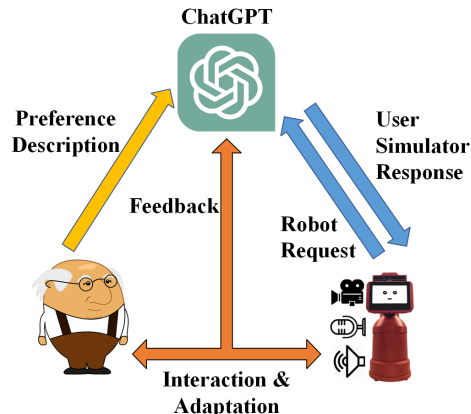 ChatGPT
Preference
Description
User
Simulator
Response
Feedback
Robot
Request
Interaction &
Adaptation